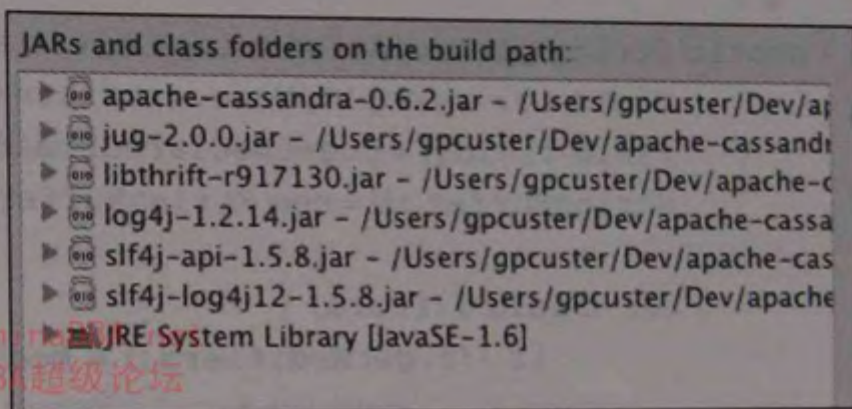 JARs and class folders on the build path:
apache-cassandra-0.6.2.jar – /Users/gpcuster/Dev/ap
jug-2.0.0.jar – /Users/gpcuster/Dev/apache-cassandr
libthrift-r917130.jar – /Users/gpcuster/Dev/apache-c
log4j-1.2.14.jar – /Users/gpcuster/Dev/apache-cassa
slf4j-api-1.5.8.jar – /Users/gpcuster/Dev/apache-cas
slf4j-log4j12-1.5.8.jar – /Users/gpcuster/Dev/apache
JRE System Library [JavaSE-1.6]
超级论坛